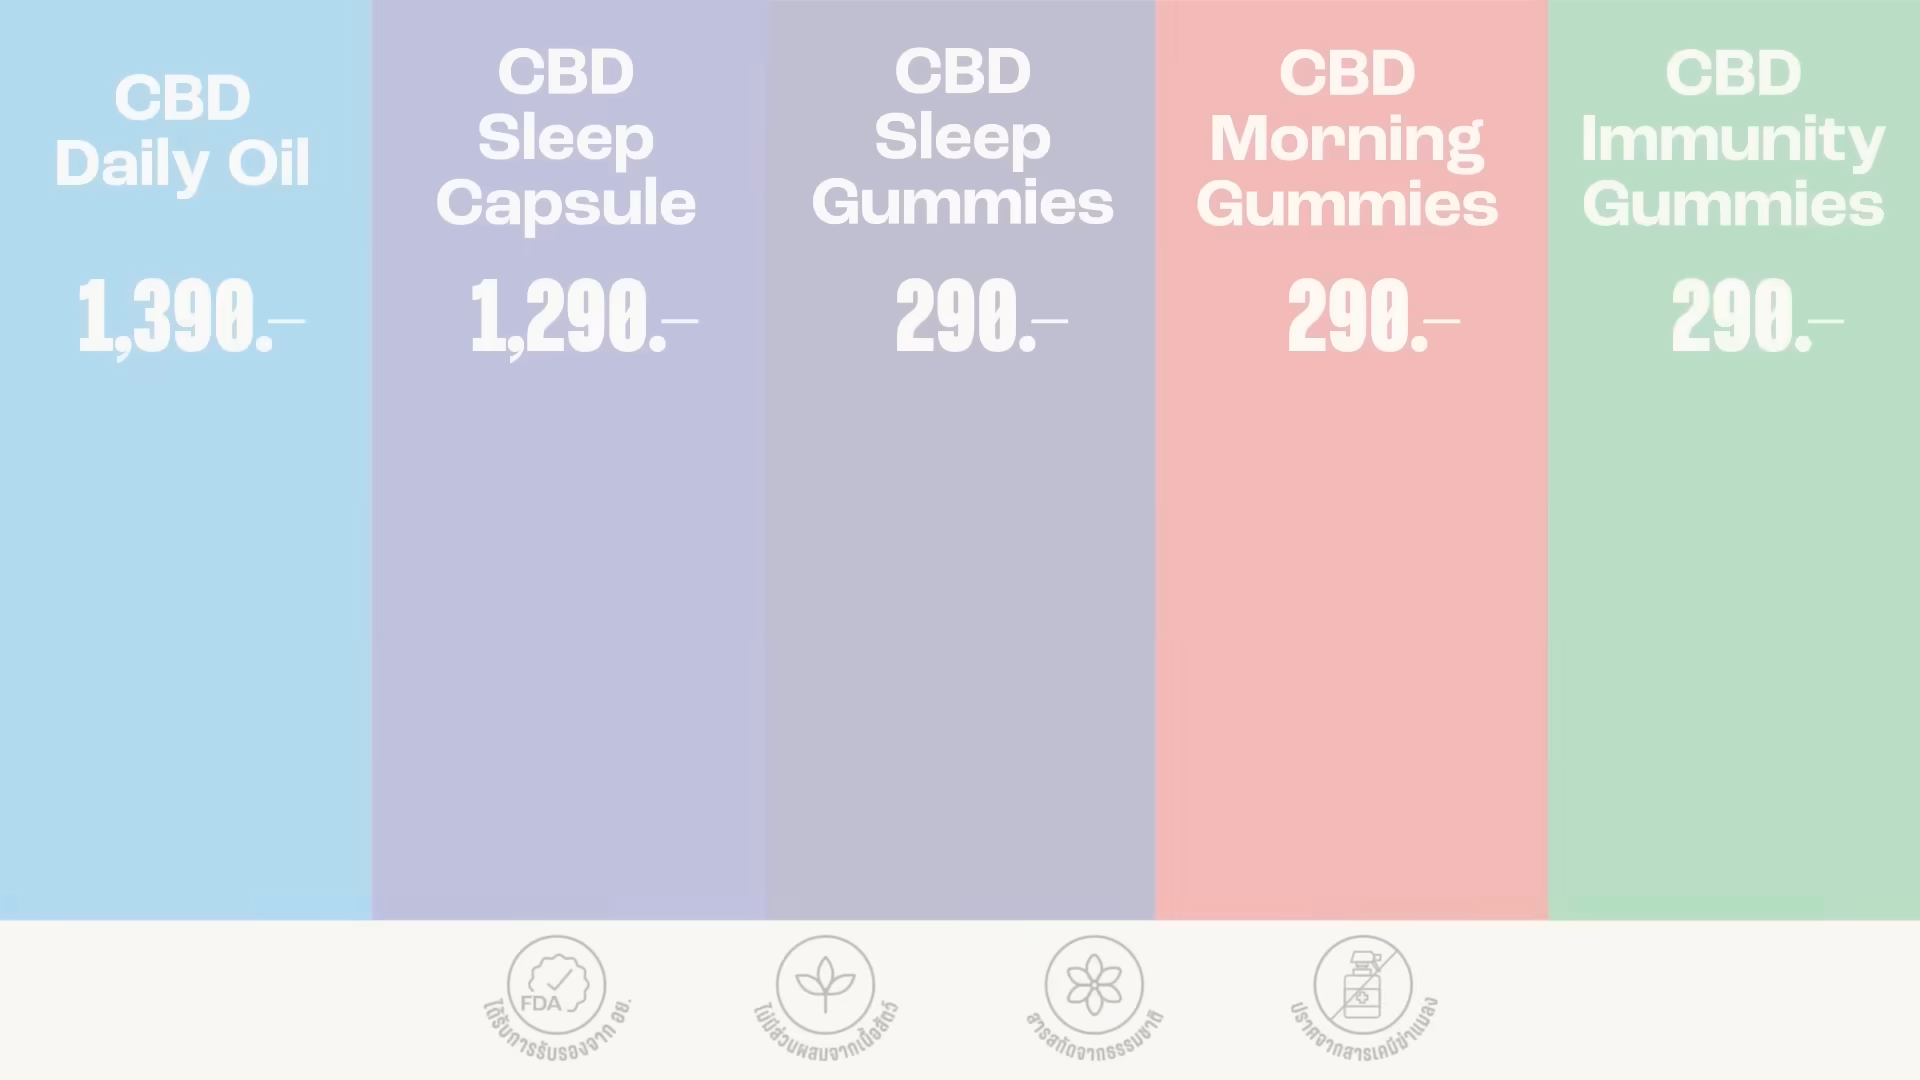 CBD
Daily Oil
1,390.–
CBD
Sleep
Capsule
1,290.–
CBD
Sleep
Gummies
290.–
CBD
Morning
Gummies
290.–
CBD
Immunity
Gummies
290.–
FDA
ได้รับการรับรองจาก อย.
ไม่มีส่วนผสมจากเนื้อสัตว์
สารสกัดจากธรรมชาติ
ปราศจากสารเคมีฆ่าแมลง